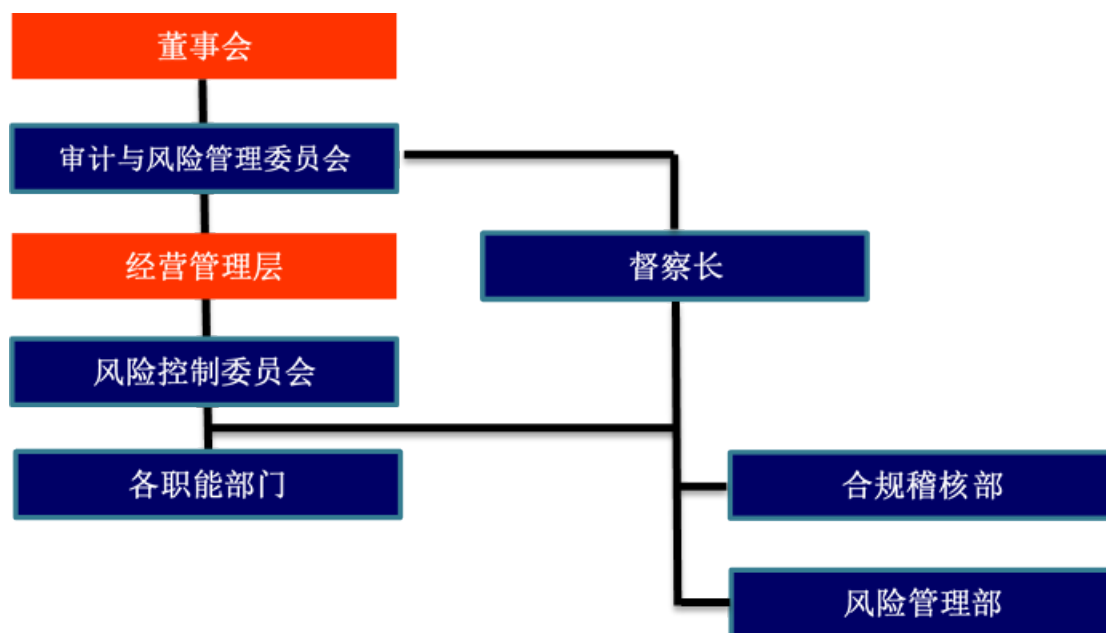 董事会
审计与风险管理委员会
经营管理层
督察长
风险控制委员会
各职能部门
合规稽核部
风险管理部